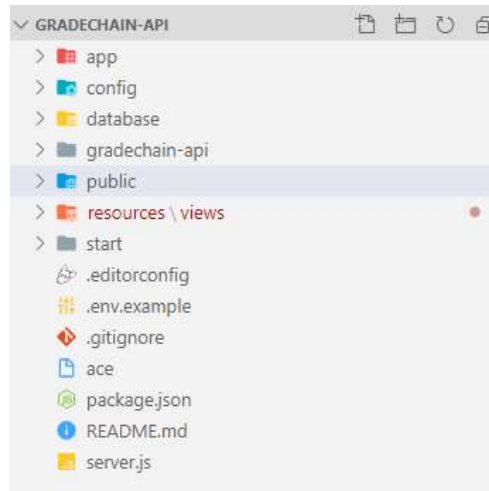 GRADECHAIN-API
app
config
database
gradechain-api
public
resources \ views
start
.editorconfig
.env.example
.gitignore
ace
package.json
README.md
server.js